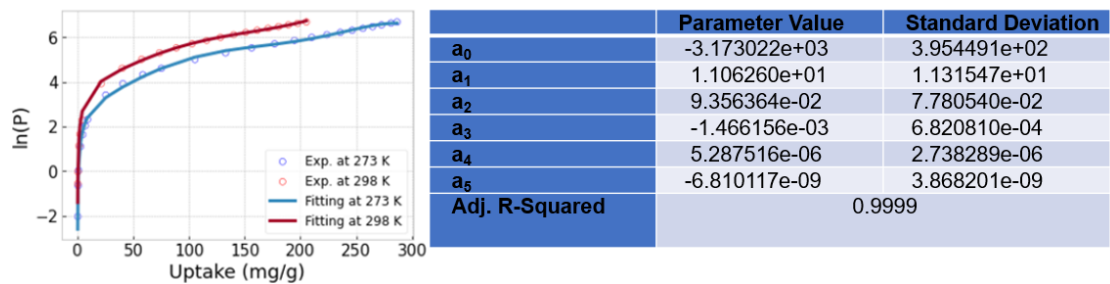 ln(P)
6
4
2
0
−2
Exp. at 273 K
Exp. at 298 K
Fitting at 273 K
Fitting at 298 K
0 50 100 150 200 250 300
Uptake (mg/g)
Parameter Value Standard Deviation
a0 -3.173022e+03 3.954491e+02
a1 1.106260e+01 1.131547e+01
a2 9.356364e-02 7.780540e-02
a3 -1.466156e-03 6.820810e-04
a4 5.287516e-06 2.738289e-06
a5 -6.810117e-09 3.868201e-09
Adj. R-Squared 0.9999